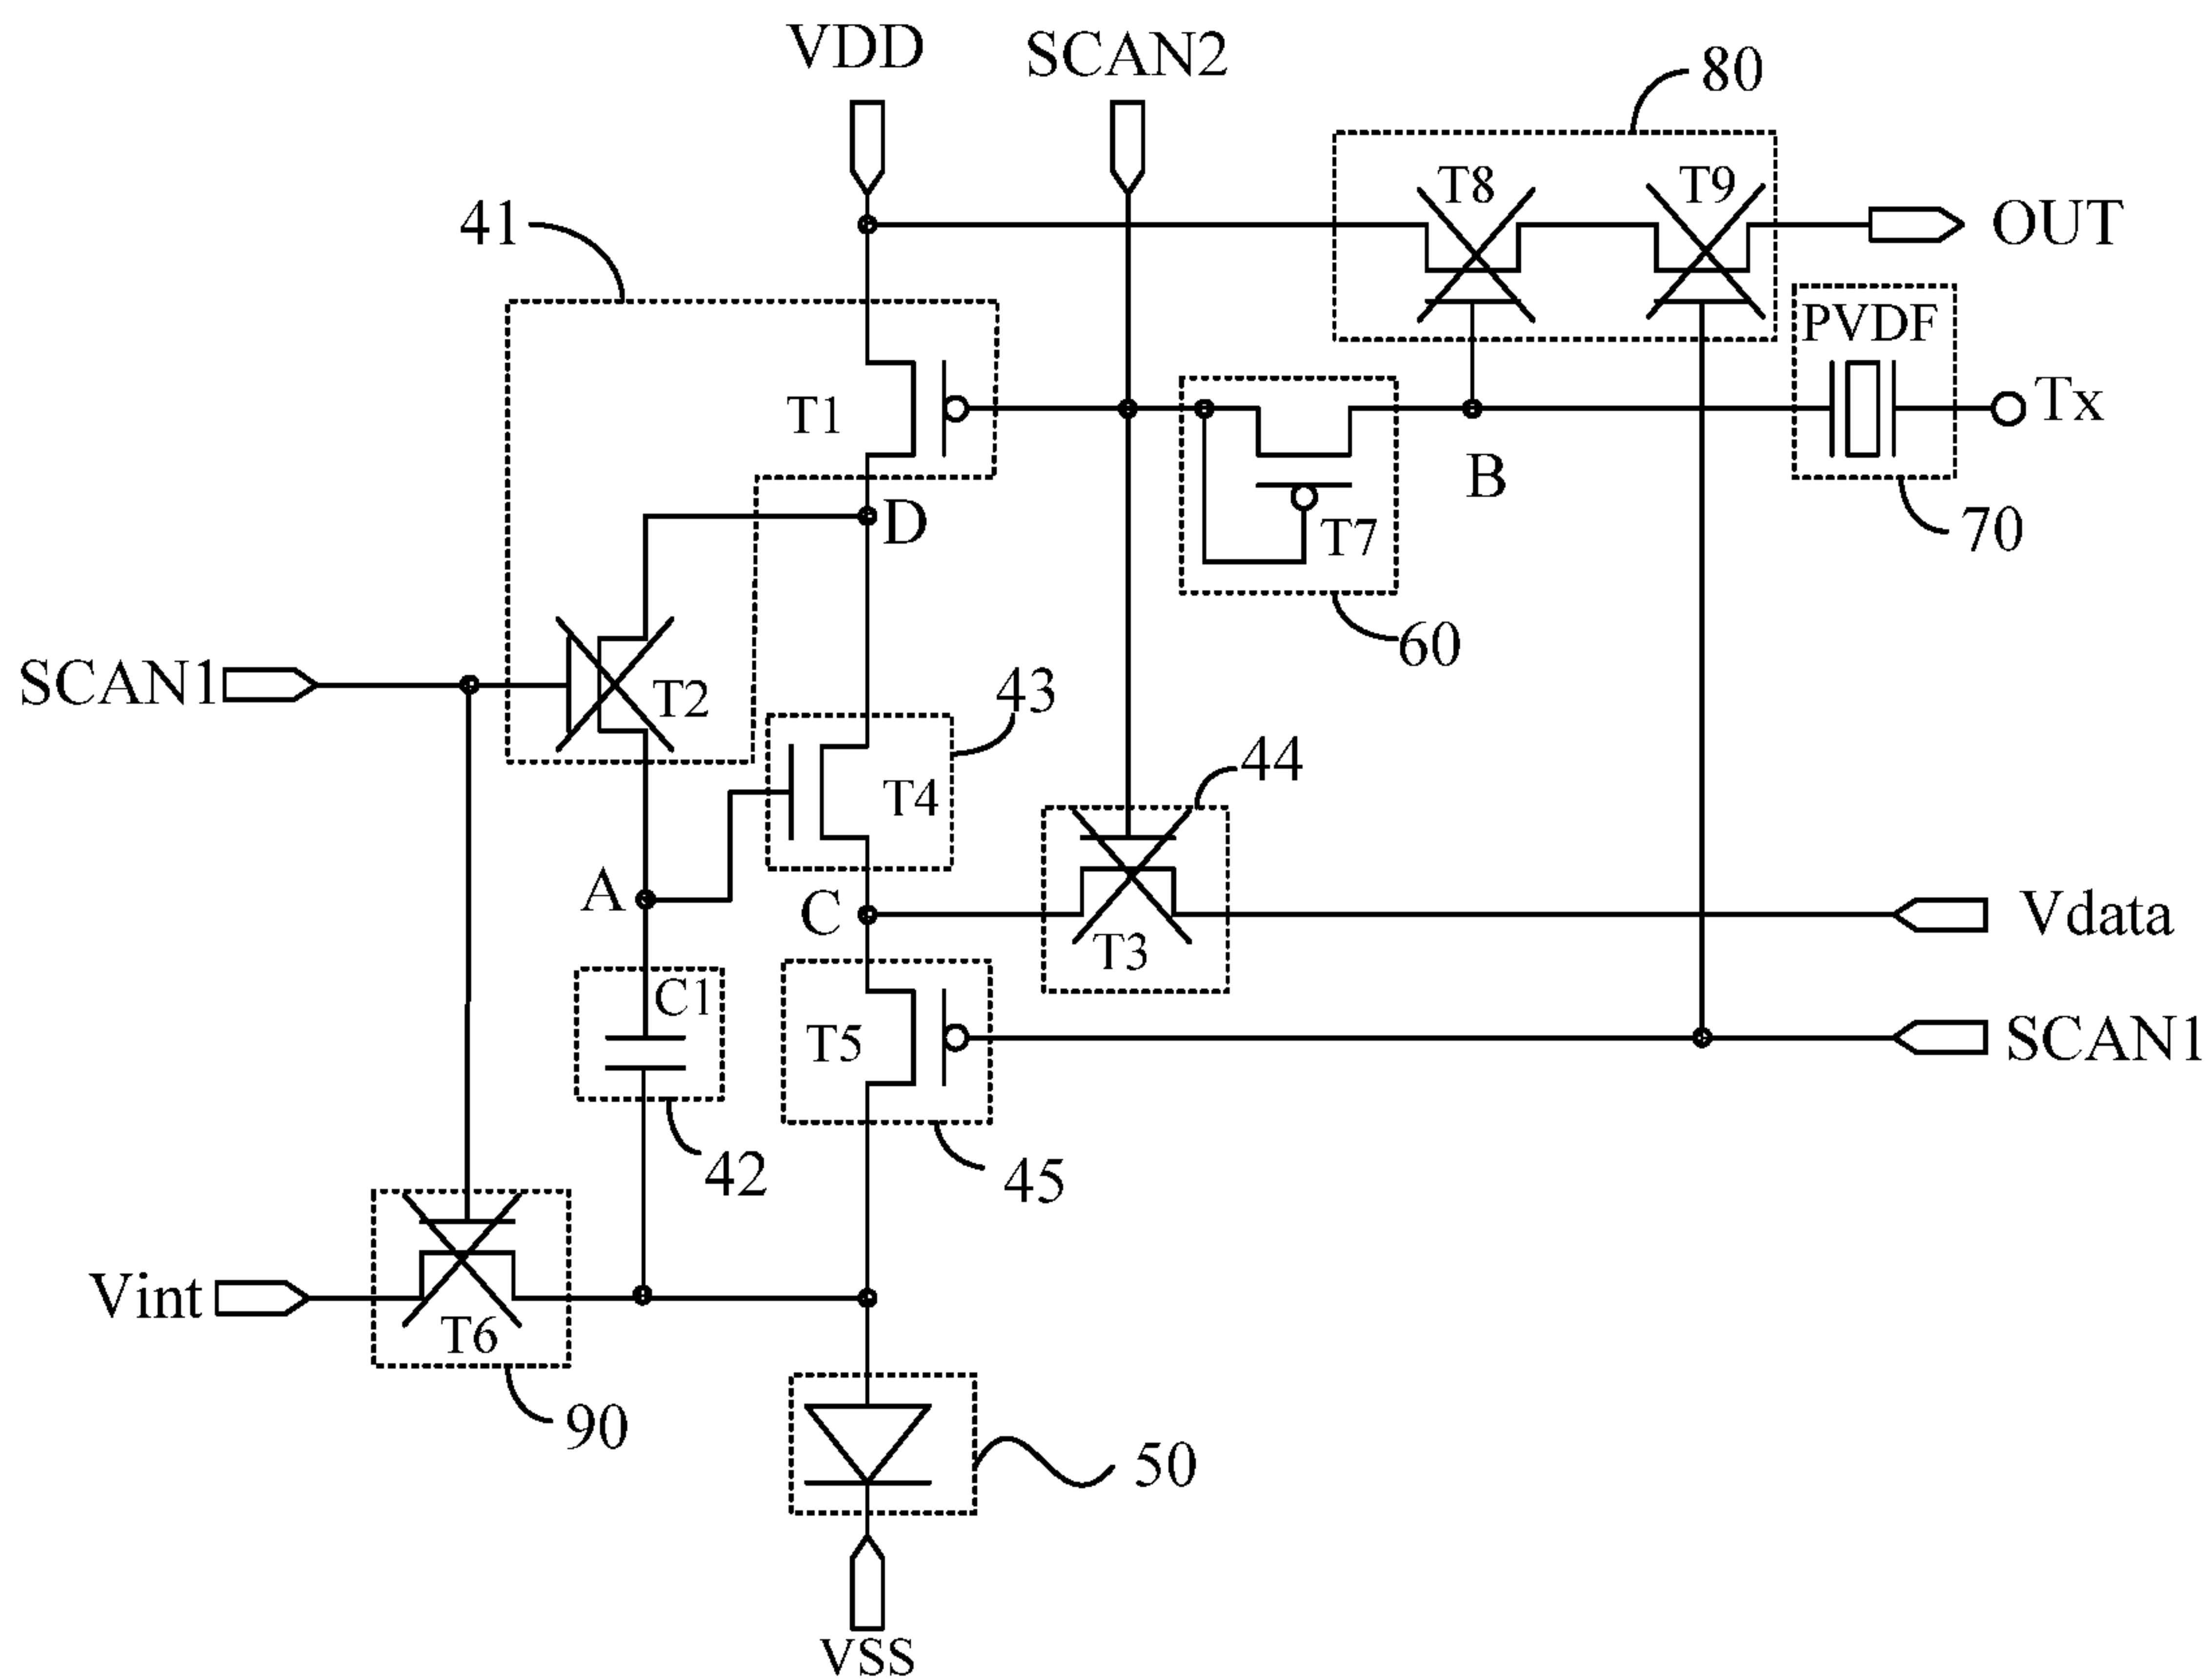 VDD
SCAN2
80
T8
T9
41
OUT
PVDF
T1
Tx
B
D
T7
70
60
SCAN1
T2
43
44
T4
A
C
T3
Vdata
C1
T5
SCAN1
42
45
Vint
T6
90
50
VSS